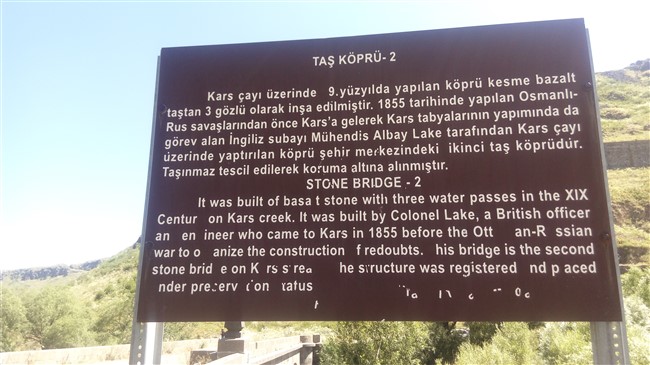 TAŞ KÖPRÜ- 2
Kars çayı üzerinde 9.yüzyılda yapılan köprü kesme bazalt
taştan 3 gözlü olarak inşa edilmiştir. 1855 tarihinde yapılan Osmanlı-
Rus savaşlarından önce Kars'a gelerek Kars tabyalarının yapımında da
görev alan İngiliz subayı Mühendis Albay Lake tarafından Kars çayı
üzerinde yaptırılan köprü şehir merkezindeki ikinci taş köprüdür.
Taşınmaz tescil edilerek koruma altına alınmıştır.
STONE BRIDGE - 2
It was built of basa t stone with three water passes in the XIX
Centur on Kars creek. It was built by Colonel Lake, a British officer
an en ineer who came to Kars in 1855 before the Ott an-R ssian
war to o anize the construction f redoubts. his bridge is the second
stone brid e on K rs s rea he structure was registered nd p aced
nder preserv on tatus